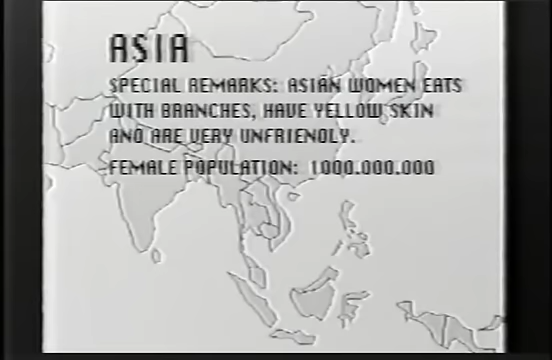 ASIA
SPECIAL REMARKS: ASIAN WOMEN EATS
WITH BRANCHES, HAVE YELLOW SKIN
AND ARE VERY UNFRIENDLY.
FEMALE POPULATION: 1000.000.000